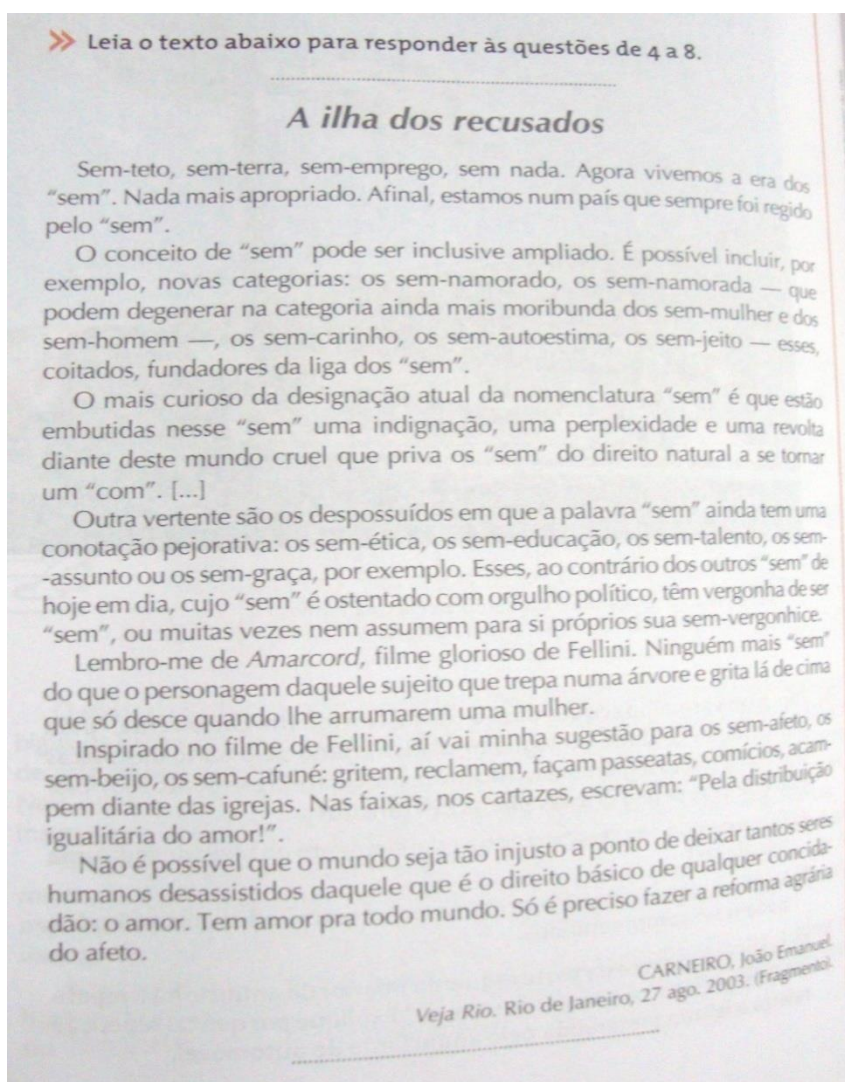 >> Leia o texto abaixo para responder às questões de 4 a 8.
A ilha dos recusados
Sem-teto, sem-terra, sem-emprego, sem nada. Agora vivemos a era dos
“sem”. Nada mais apropriado. Afinal, estamos num país que sempre foi regido
pelo “sem”.
O conceito de “sem” pode ser inclusive ampliado. É possível incluir, por
exemplo, novas categorias: os sem-namorado, os sem-namorada — que
podem degenerar na categoria ainda mais moribunda dos sem-mulher e dos
sem-homem —, os sem-carinho, os sem-autoestima, os sem-jeito — esses,
coitados, fundadores da liga dos “sem”.
O mais curioso da designação atual da nomenclatura “sem” é que estão
embutidas nesse “sem” uma indignação, uma perplexidade e uma revolta
diante deste mundo cruel que priva os “sem” do direito natural a se tornar
um “com”. [...]
Outra vertente são os despossuídos em que a palavra “sem” ainda tem uma
conotação pejorativa: os sem-ética, os sem-educação, os sem-talento, os sem-
-assunto ou os sem-graça, por exemplo. Esses, ao contrário dos outros “sem” de
hoje em dia, cujo “sem” é ostentado com orgulho político, têm vergonha de ser
“sem”, ou muitas vezes nem assumem para si próprios sua sem-vergonhice.
Lembro-me de Amarcord, filme glorioso de Fellini. Ninguém mais “sem”
do que o personagem daquele sujeito que trepa numa árvore e grita lá de cima
que só desce quando lhe arrumarem uma mulher.
Inspirado no filme de Fellini, aí vai minha sugestão para os sem-afeto, os
sem-beijo, os sem-cafuné: gritem, reclamem, façam passeatas, comícios, acam-
pem diante das igrejas. Nas faixas, nos cartazes, escrevam: “Pela distribuição
igualitária do amor!”.
Não é possível que o mundo seja tão injusto a ponto de deixar tantos seres
humanos desassistidos daquele que é o direito básico de qualquer concida-
dão: o amor. Tem amor pra todo mundo. Só é preciso fazer a reforma agrária
do afeto.
CARNEIRO, João Emanuel.
Veja Rio. Rio de Janeiro, 27 ago. 2003. (Fragmento).